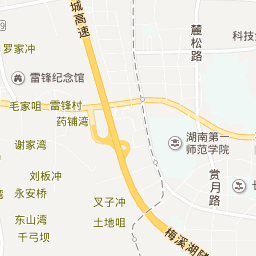 城高速
麓松路
科技
罗家冲
雷锋纪念馆
毛家咀
雷锋村
药铺湾
湖南第一
师范学院
谢家湾
刘板冲
永安桥
叉子冲
赏月路
东山湾
土地咀
千弓坝
梅溪湖隧